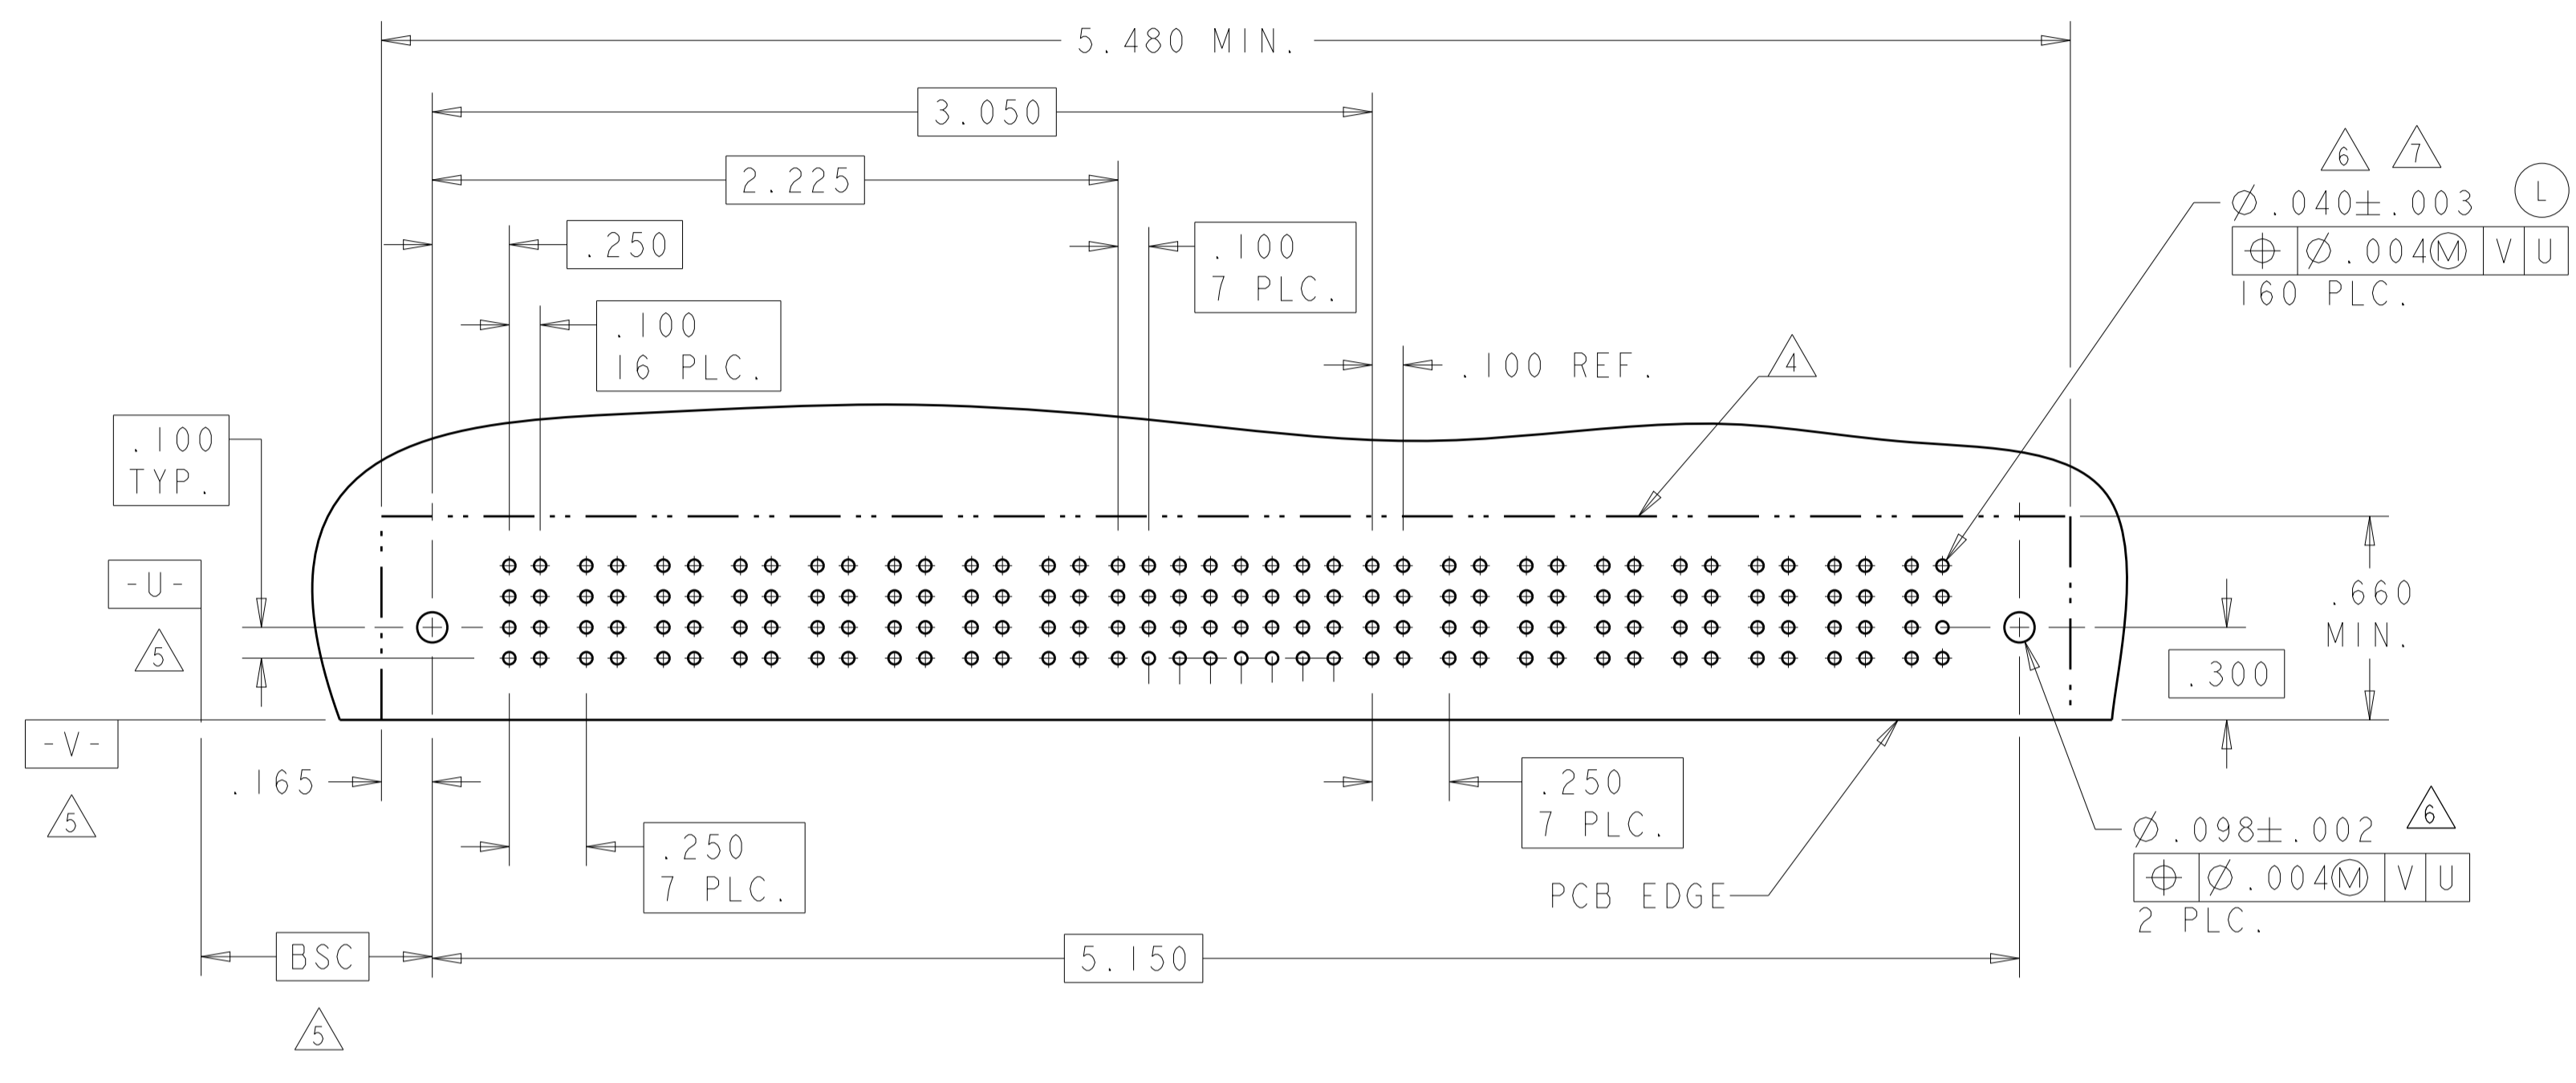 5.480 MIN.
3.050
2.225
.250
.100
7 PLC.
.100
16 PLC.
.100 REF.
4
6
7
Ø.040±.003
L
⌖ Ø.004Ⓜ V U
160 PLC.
.100
TYP.
-U-
5
-V-
5
.165
.660
MIN.
.300
.250
7 PLC.
.250
7 PLC.
PCB EDGE
Ø.098±.002
6
⌖ Ø.004Ⓜ V U
2 PLC.
BSC
5
5.150